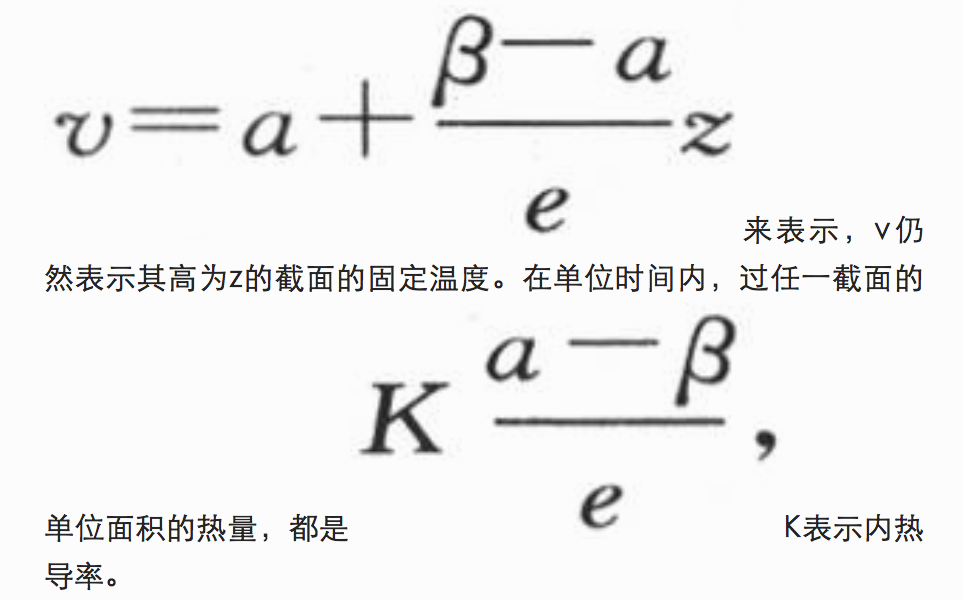 v = a + \frac{β - a}{e} z 来表示，v仍
然表示其高为z的截面的固定温度。在单位时间内，过任一截面的
单位面积的热量，都是 K \frac{a - β}{e}， K表示内热
导率。